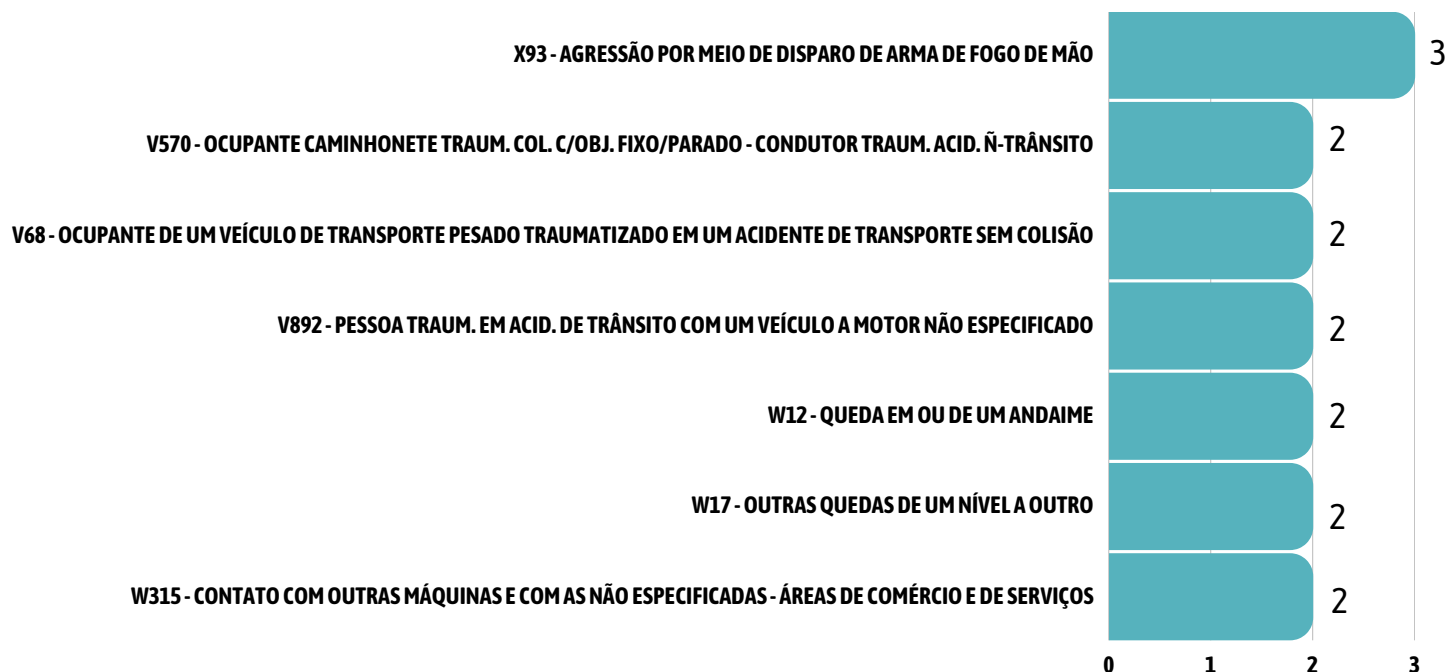 X93 - AGRESSÃO POR MEIO DE DISPARO DE ARMA DE FOGO DE MÃO 3
V570 - OCUPANTE CAMINHONETE TRAUM. COL. C/OBJ. FIXO/PARADO - CONDUTOR TRAUM. ACID. Ñ-TRÂNSITO 2
V68 - OCUPANTE DE UM VEÍCULO DE TRANSPORTE PESADO TRAUMATIZADO EM UM ACIDENTE DE TRANSPORTE SEM COLISÃO 2
V892 - PESSOA TRAUM. EM ACID. DE TRÂNSITO COM UM VEÍCULO A MOTOR NÃO ESPECIFICADO 2
W12 - QUEDA EM OU DE UM ANDAIME 2
W17 - OUTRAS QUEDAS DE UM NÍVEL A OUTRO 2
W315 - CONTATO COM OUTRAS MÁQUINAS E COM AS NÃO ESPECIFICADAS - ÁREAS DE COMÉRCIO E DE SERVIÇOS 2
0 1 2 3